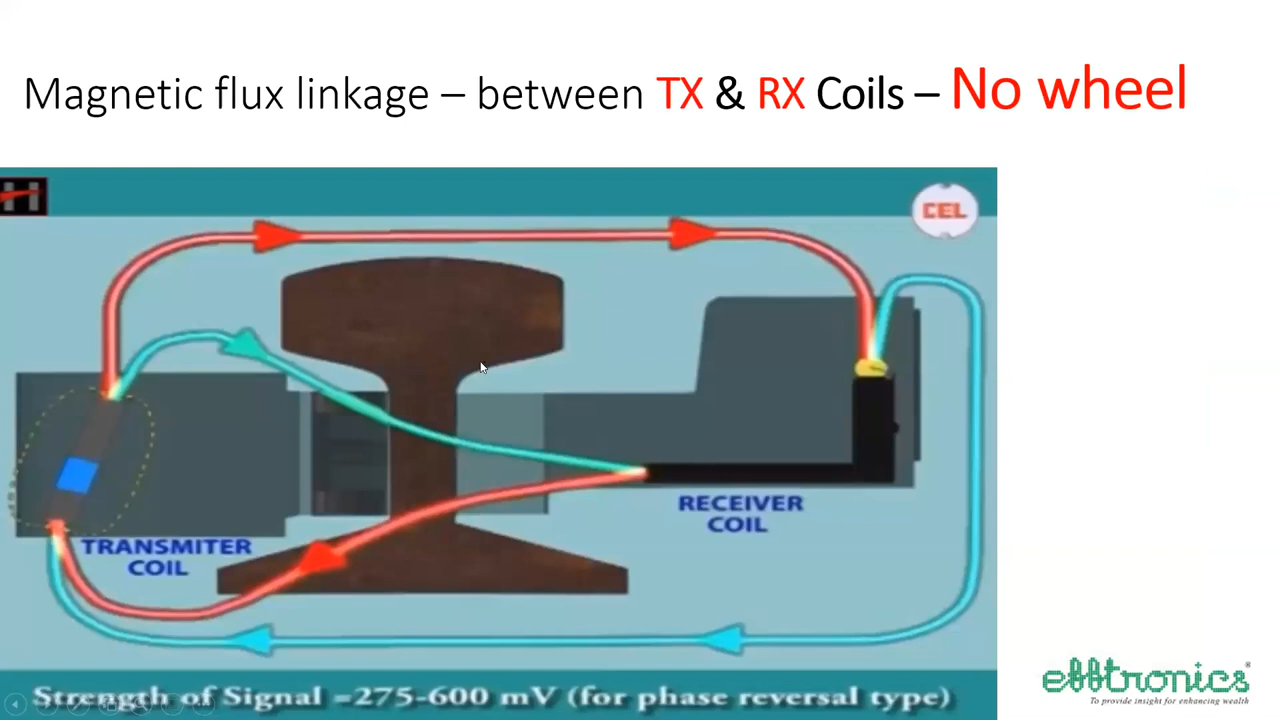 Magnetic flux linkage – between TX & RX Coils – No wheel
CEL
RECEIVER
COIL
TRANSMITER
COIL
Strength of Signal =275-600 mV (for phase reversal type)
efftronics®
To provide insight for enhancing wealth